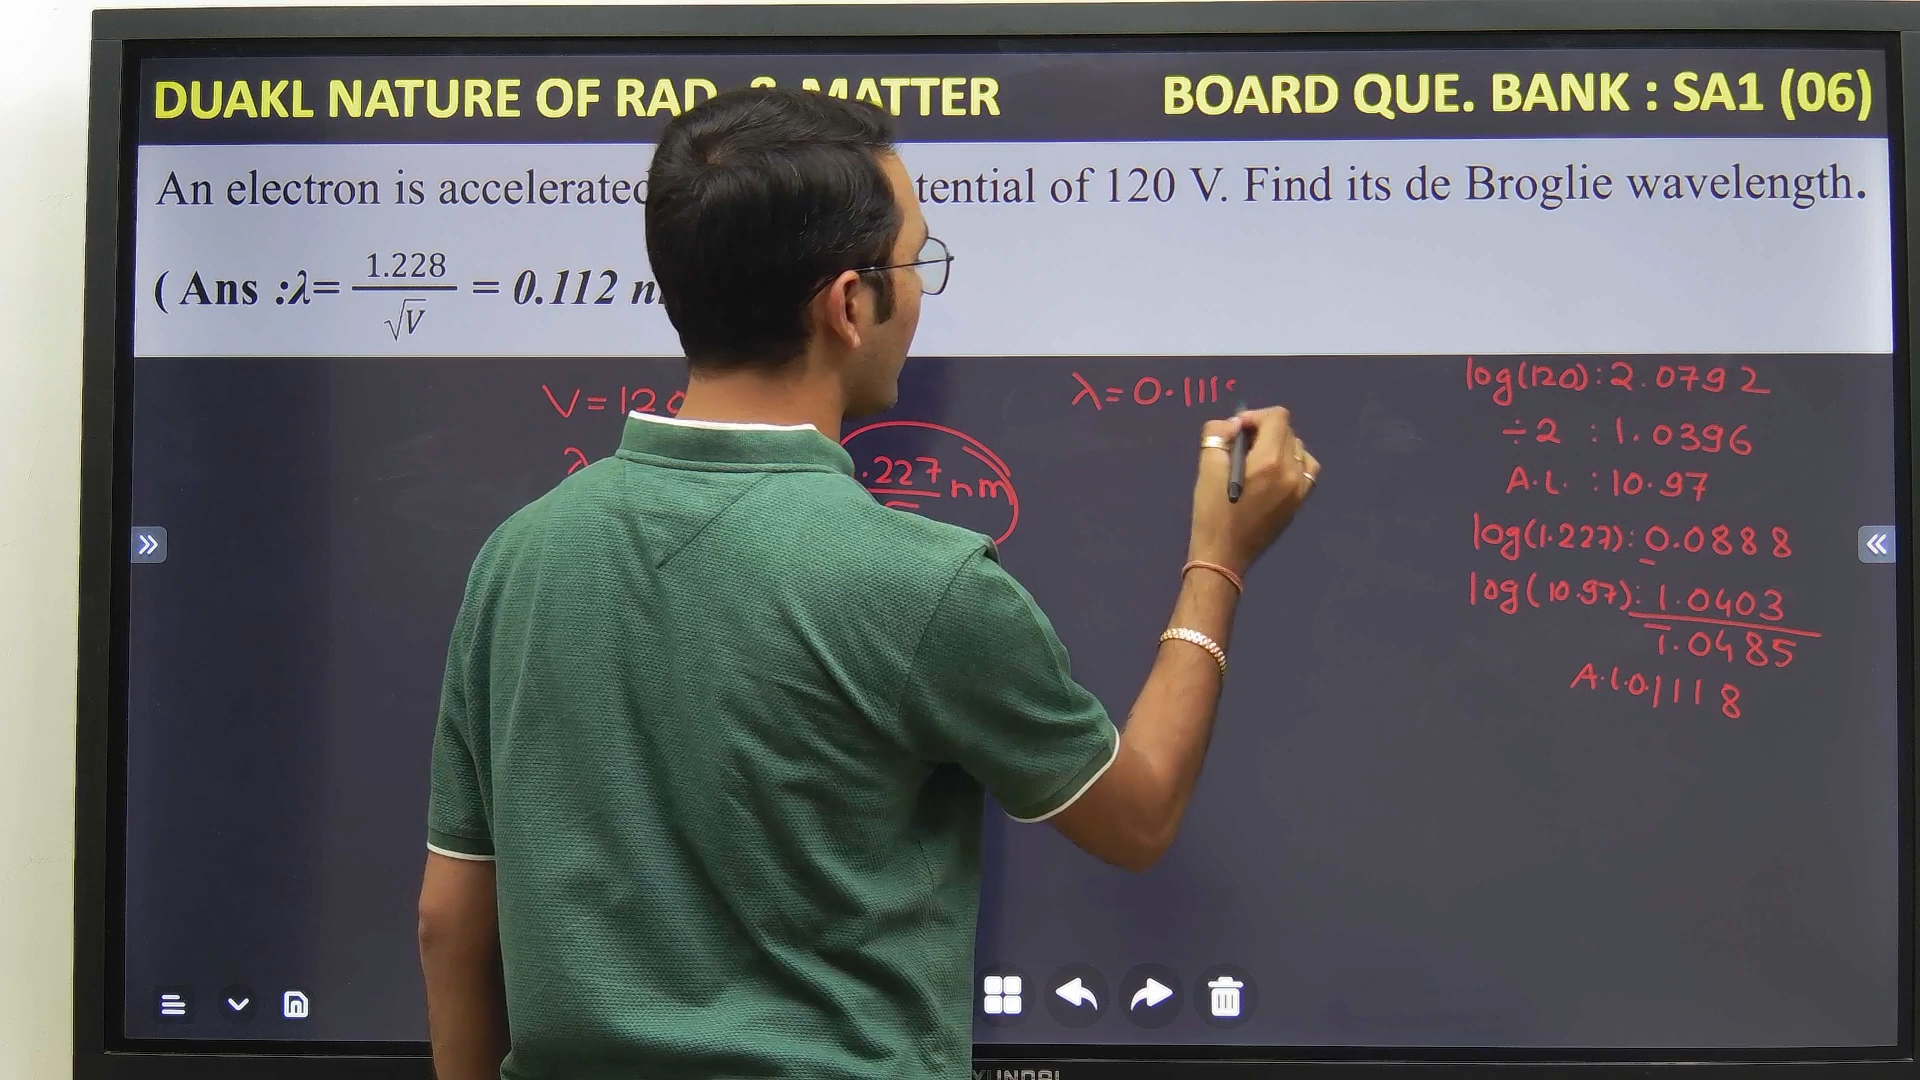 DUAKL NATURE OF RAD. & MATTER BOARD QUE. BANK : SA1 (06)
An electron is accelerated tential of 120 V. Find its de Broglie wavelength.
( Ans :λ= 1.228 / √V = 0.112 n
V = 120
λ .227 nm
λ = 0.111
log(120) : 2.0792
÷2 : 1.0396
A.L. : 10.97
log(1.227) : 0.0888
log(10.97) : 1.0403
1̅.0485
A.L 0.1118
YUNDAI